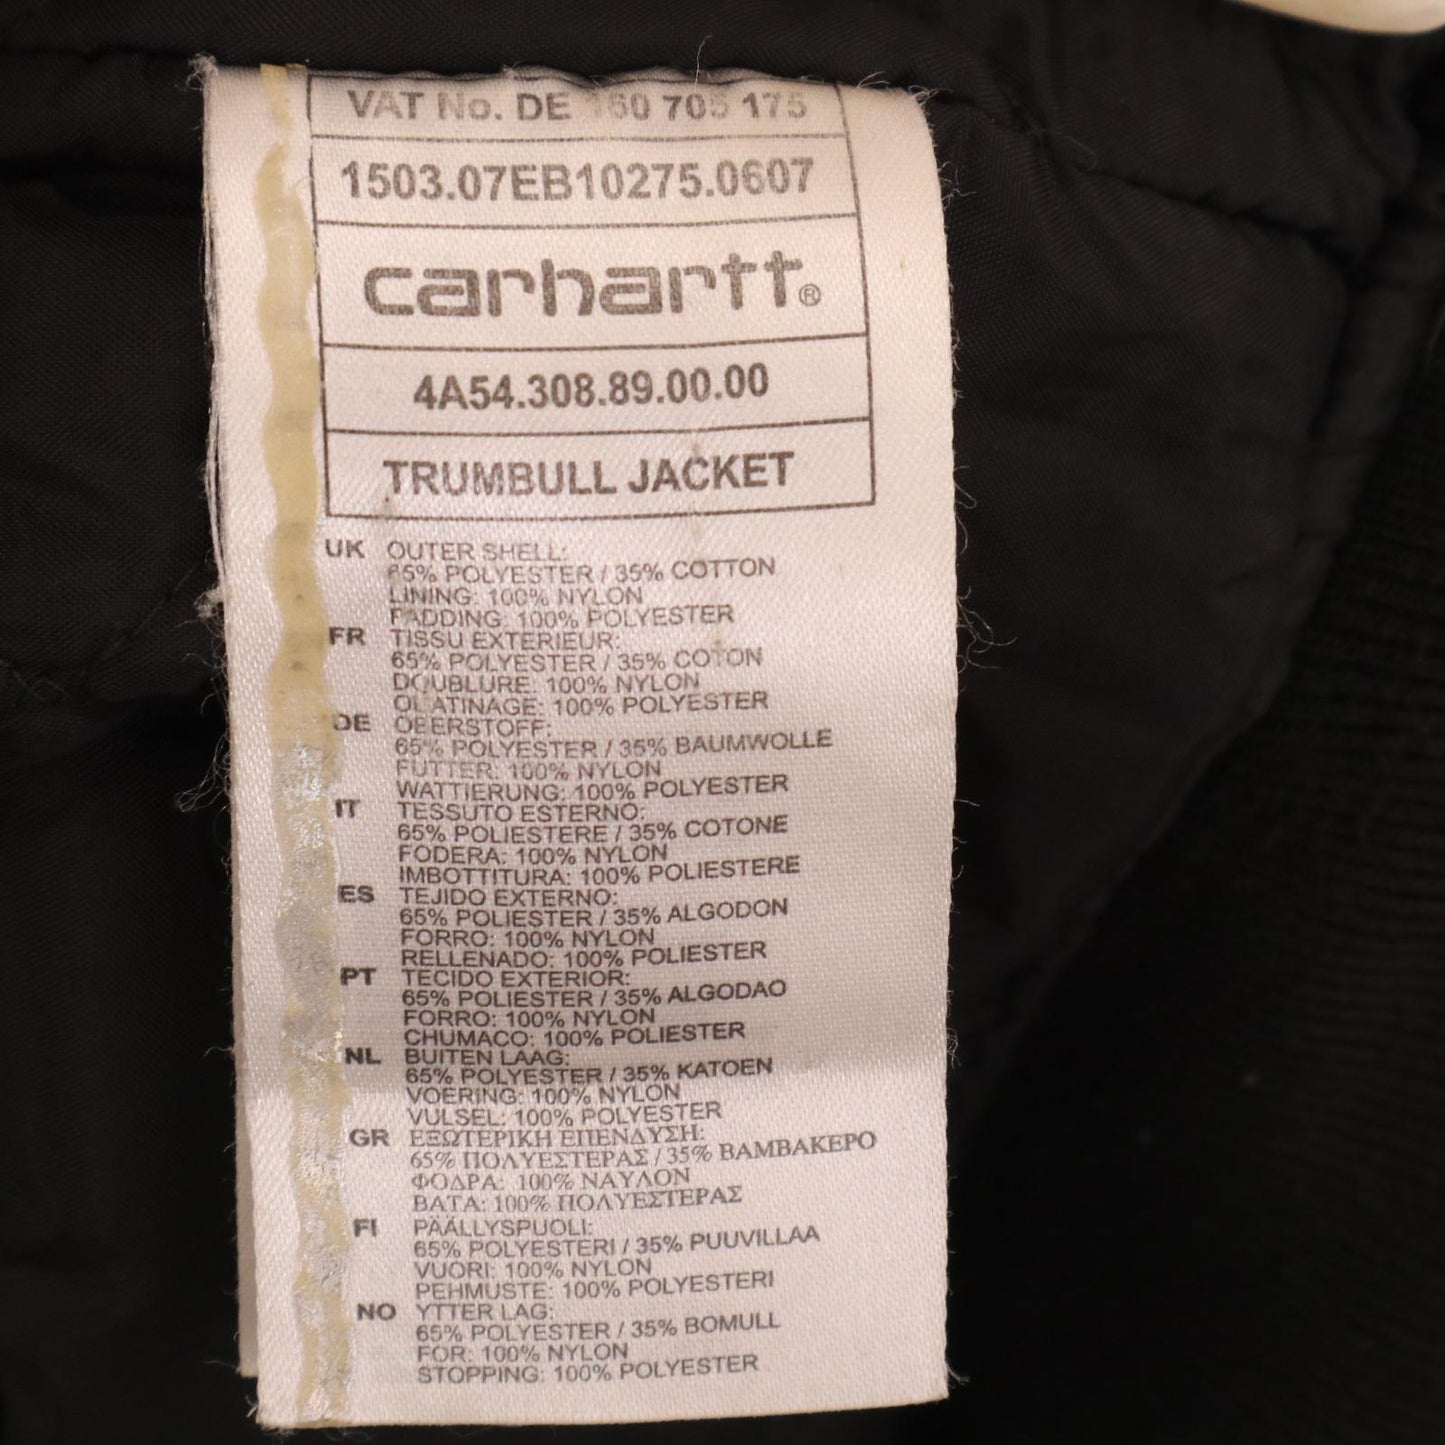 VAT No. DE 160 705 175
1503.07EB10275.0607
carhartt®
4A54.308.89.00.00
TRUMBULL JACKET
UK OUTER SHELL:
65% POLYESTER / 35% COTTON
LINING: 100% NYLON
PADDING: 100% POLYESTER
FR TISSU EXTERIEUR:
65% POLYESTER / 35% COTON
DOUBLURE: 100% NYLON
OUATINAGE: 100% POLYESTER
DE OBERSTOFF:
65% POLYESTER / 35% BAUMWOLLE
FUTTER: 100% NYLON
WATTIERUNG: 100% POLYESTER
IT TESSUTO ESTERNO:
65% POLIESTERE / 35% COTONE
FODERA: 100% NYLON
IMBOTTITURA: 100% POLIESTERE
ES TEJIDO EXTERNO:
65% POLIESTER / 35% ALGODON
FORRO: 100% NYLON
RELLENADO: 100% POLIESTER
PT TECIDO EXTERIOR:
65% POLIESTER / 35% ALGODAO
FORRO: 100% NYLON
CHUMACO: 100% POLIESTER
NL BUITEN LAAG:
65% POLYESTER / 35% KATOEN
VOERING: 100% NYLON
VULSEL: 100% POLYESTER
GR ΕΞΩΤΕΡΙΚΗ ΕΠΕΝΔΥΣΗ:
65% ΠΟΛΥΕΣΤΕΡΑΣ / 35% ΒΑΜΒΑΚΕΡΟ
ΦΟΔΡΑ: 100% ΝΑΥΛΟΝ
ΒΑΤΑ: 100% ΠΟΛΥΕΣΤΕΡΑΣ
FI PÄÄLLYSPUOLI:
65% POLYESTERI / 35% PUUVILLAA
VUORI: 100% NYLON
PEHMUSTE: 100% POLYESTERI
NO YTTER LAG:
65% POLYESTER / 35% BOMULL
FOR: 100% NYLON
STOPPING: 100% POLYESTER